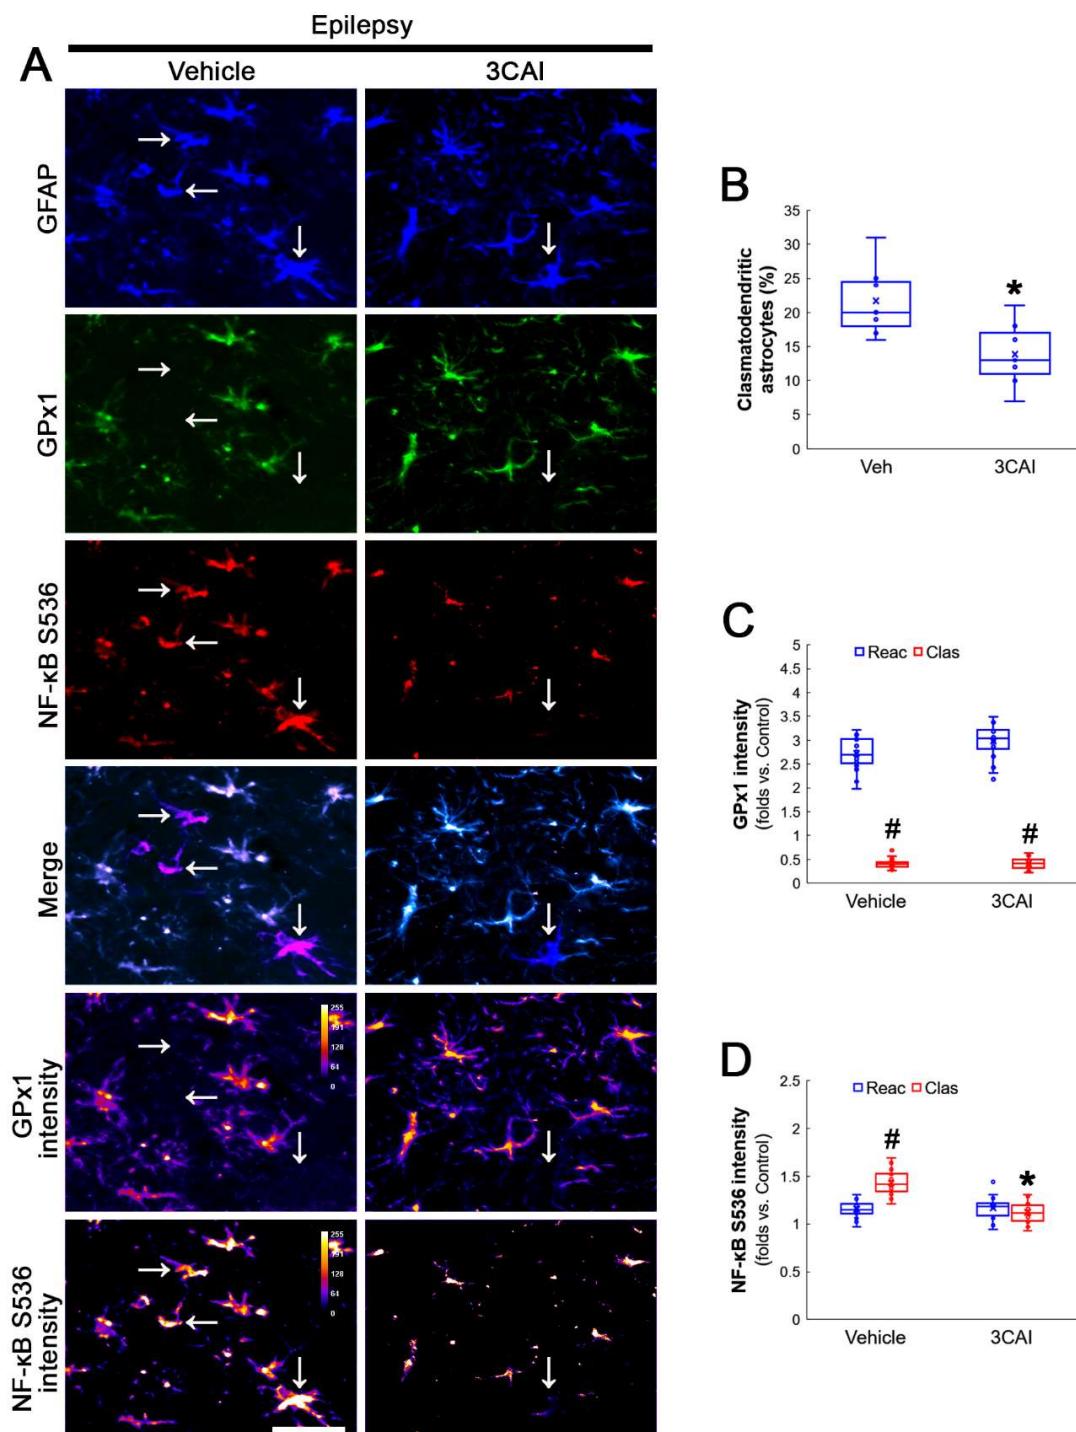 Epilepsy
A
Vehicle
3CAI
GFAP
GPx1
NF-κB S536
Merge
GPx1
intensity
255
191
128
64
0
NF-κB S536
intensity
255
191
128
64
0
B
Clasmatodendritic
astrocytes (%)
35
30
25
20
15
10
5
0
*
Veh
3CAI
C
GPx1 intensity
(folds vs. Control)
Reac
Clas
5
4.5
4
3.5
3
2.5
2
1.5
1
0.5
0
#
#
Vehicle
3CAI
D
NF-κB S536 intensity
(folds vs. Control)
Reac
Clas
2.5
2
1.5
1
0.5
0
#
*
Vehicle
3CAI